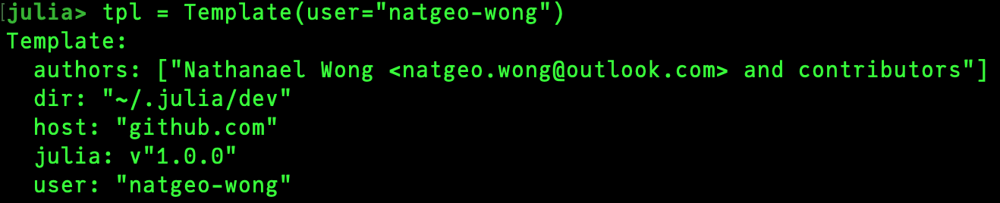 [julia> tpl = Template(user="natgeo-wong")
Template:
  authors: ["Nathanael Wong <natgeo.wong@outlook.com> and contributors"]
  dir: "~/.julia/dev"
  host: "github.com"
  julia: v"1.0.0"
  user: "natgeo-wong"